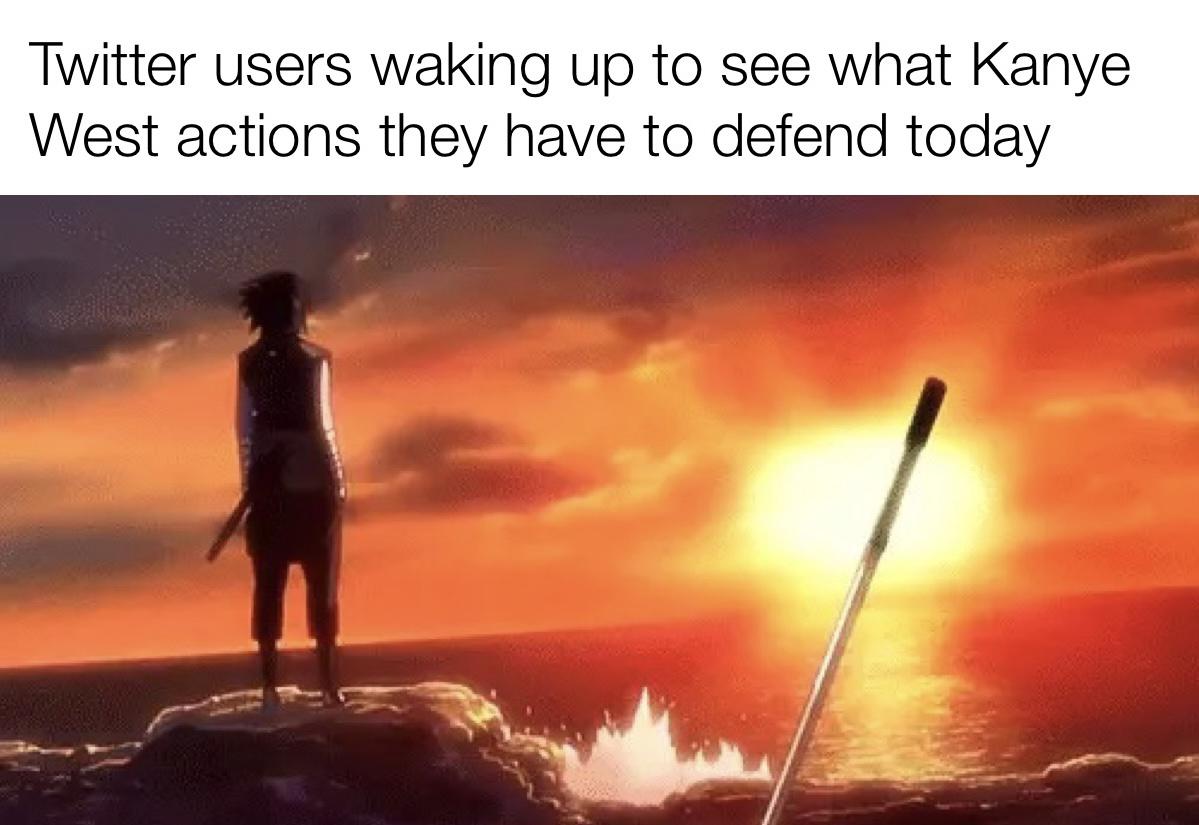 Twitter users waking up to see what Kanye
West actions they have to defend today